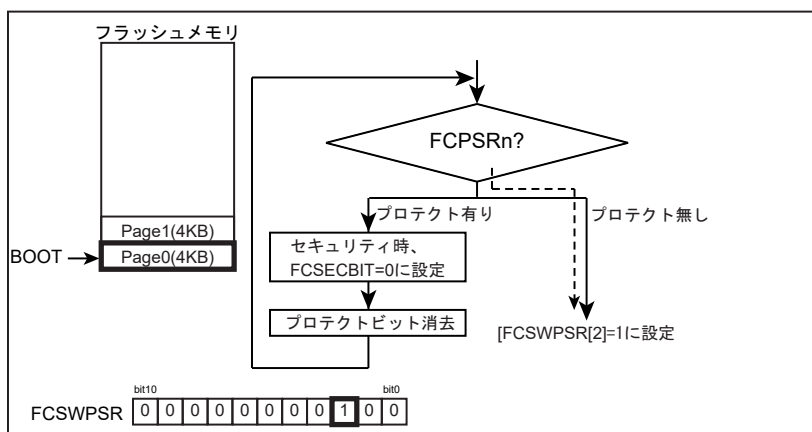 フラッシュメモリ
Page1(4KB)
BOOT
Page0(4KB)
FCPSRn?
プロテクト有り
プロテクト無し
セキュリティ時、
FCSECBIT=0に設定
プロテクトビット消去
[FCSWPSR[2]=1に設定
bit10
bit0
FCSWPSR
0 0 0 0 0 0 0 0 1 0 0